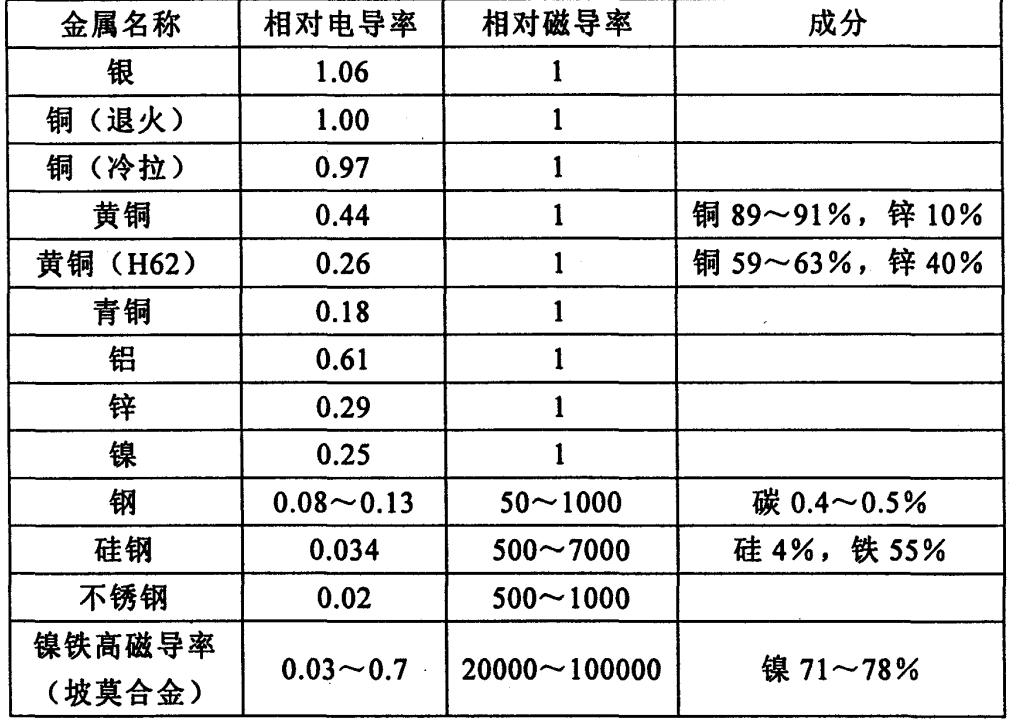 金属名称 相对电导率 相对磁导率 成分
银 1.06 1
铜（退火） 1.00 1
铜（冷拉） 0.97 1
黄铜 0.44 1 铜 89～91%，锌 10%
黄铜（H62） 0.26 1 铜 59～63%，锌 40%
青铜 0.18 1
铝 0.61 1
锌 0.29 1
镍 0.25 1
钢 0.08～0.13 50～1000 碳 0.4～0.5%
硅钢 0.034 500～7000 硅 4%，铁 55%
不锈钢 0.02 500～1000
镍铁高磁导率
（坡莫合金） 0.03～0.7 20000～100000 镍 71～78%